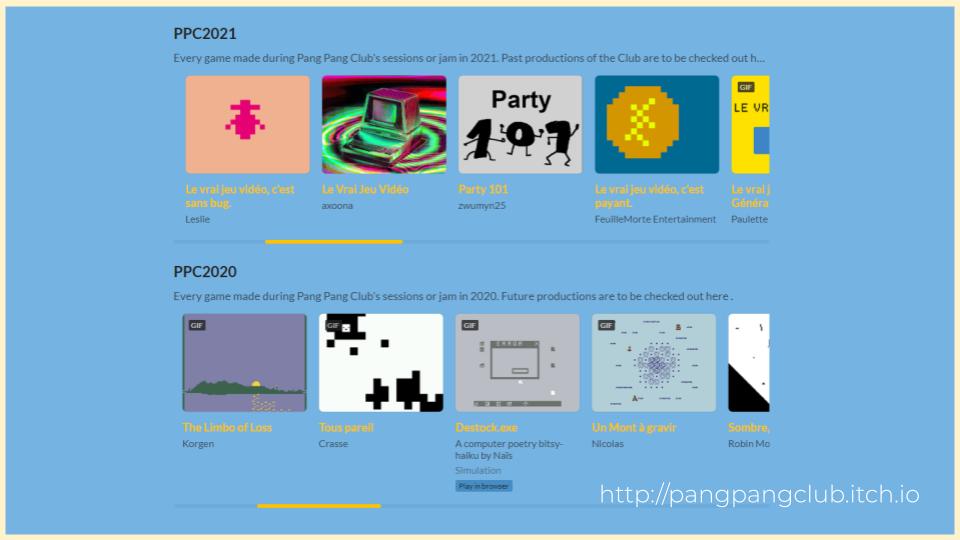 PPC2021
Every game made during Pang Pang Club's sessions or jam in 2021. Past productions of the Club are to be checked out h...
GIF
Party
LE VR
101
Le vrai jeu vidéo, c'est
sans bug.
Leslie
Le Vrai Jeu Vidéo
axoona
Party 101
zwumyn25
Le vrai jeu vidéo, c'est
payant.
FeuilleMorte Entertainment
Le vrai j
Généra
Paulette
PPC2020
Every game made during Pang Pang Club's sessions or jam in 2020. Future productions are to be checked out here .
GIF
GIF
GIF
GIF
The Limbo of Loss
Korgen
Tous pareil
Crasse
Destock.exe
A computer poetry bitsy-
haiku by Naïs
Simulation
Play in browser
Un Mont à gravir
Nicolas
Sombre,
Robin Mo
http://pangpangclub.itch.io